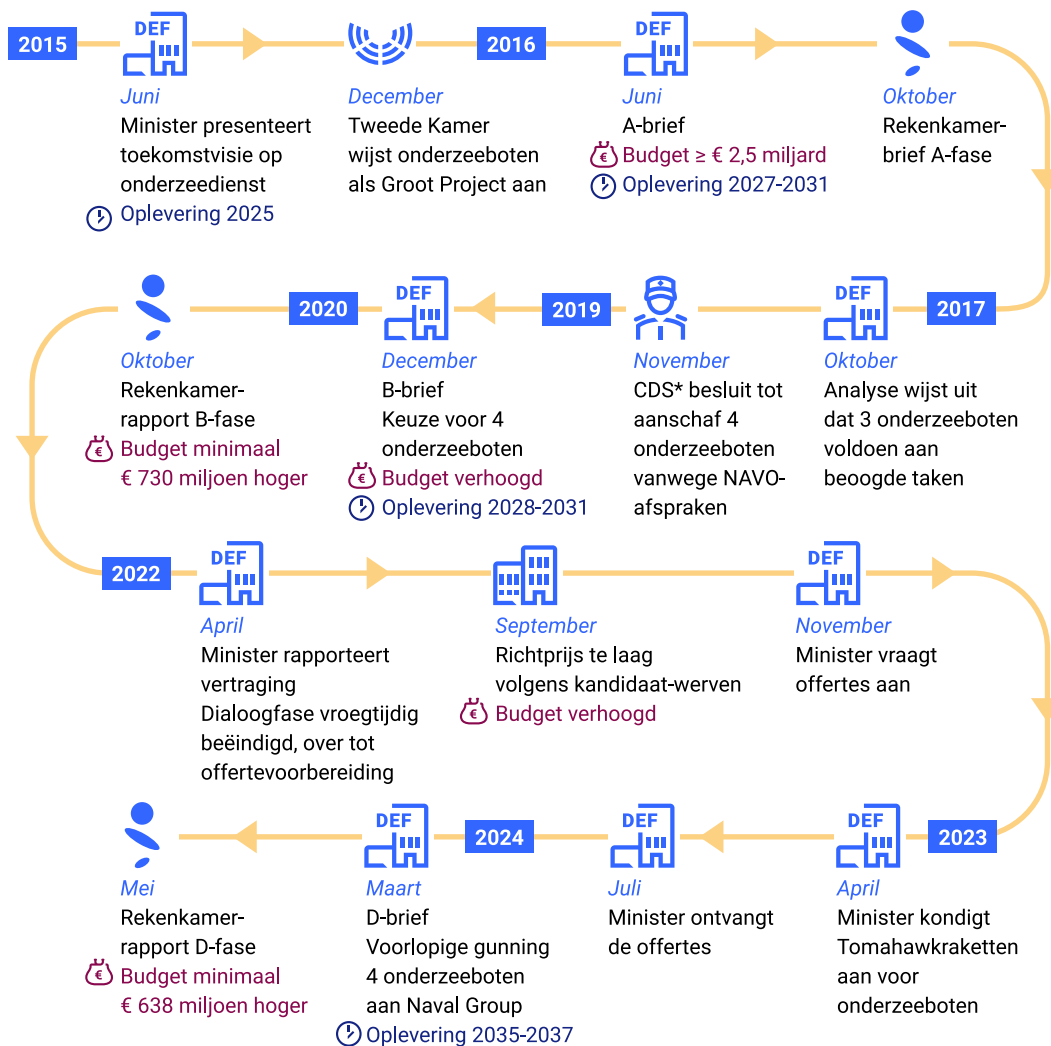 2015
DEF
Juni
Minister presenteert
toekomstvisie op
onderzeedienst
Oplevering 2025
December
Tweede Kamer
wijst onderzeeboten
als Groot Project aan
2016
DEF
Juni
A-brief
€ Budget ≥ € 2,5 miljard
Oplevering 2027-2031
Oktober
Rekenkamer-
brief A-fase
2017
DEF
Oktober
Analyse wijst uit
dat 3 onderzeeboten
voldoen aan
beoogde taken
2019
November
CDS* besluit tot
aanschaf 4
onderzeeboten
vanwege NAVO-
afspraken
DEF
December
B-brief
Keuze voor 4
onderzeeboten
€ Budget verhoogd
Oplevering 2028-2031
2020
Oktober
Rekenkamer-
rapport B-fase
€ Budget minimaal
€ 730 miljoen hoger
2022
DEF
April
Minister rapporteert
vertraging
Dialoogfase vroegtijdig
beëindigd, over tot
offertevoorbereiding
September
Richtprijs te laag
volgens kandidaat-werven
€ Budget verhoogd
DEF
November
Minister vraagt
offertes aan
2023
DEF
April
Minister kondigt
Tomahawkraketten
aan voor
onderzeeboten
DEF
Juli
Minister ontvangt
de offertes
2024
DEF
Maart
D-brief
Voorlopige gunning
4 onderzeeboten
aan Naval Group
Oplevering 2035-2037
Mei
Rekenkamer-
rapport D-fase
€ Budget minimaal
€ 638 miljoen hoger